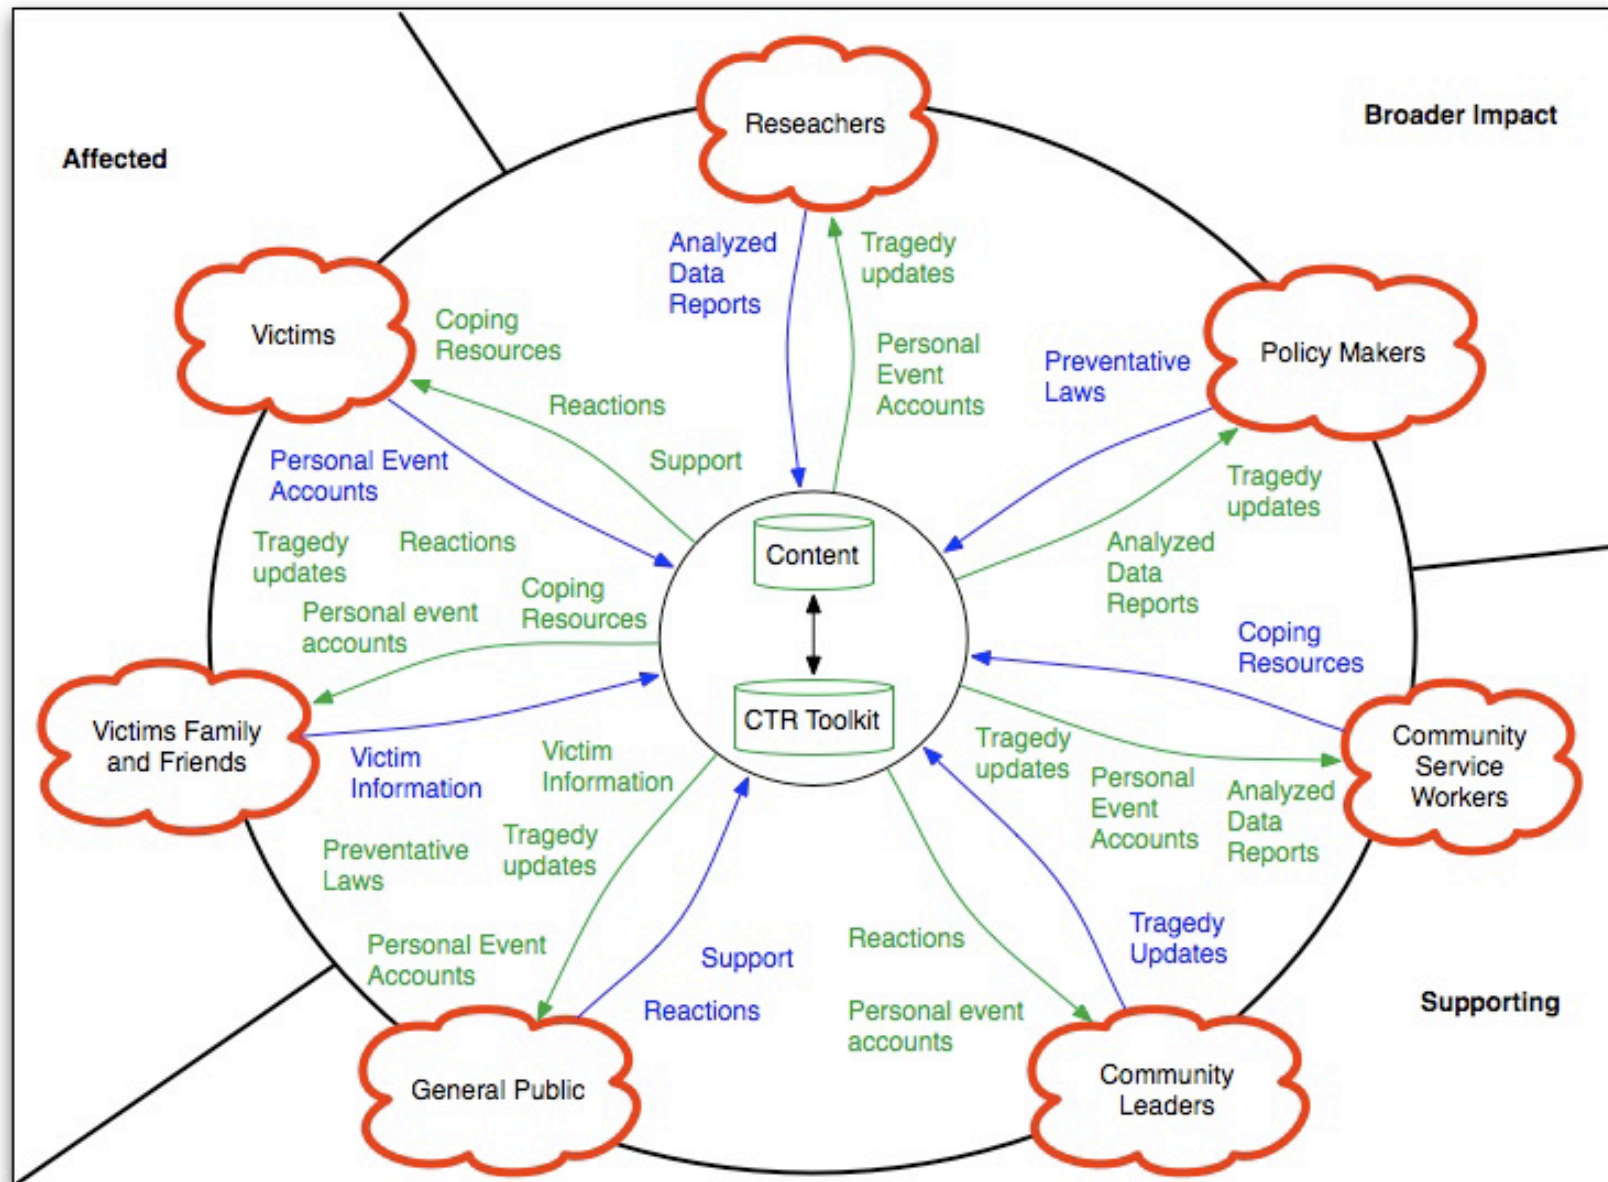 Affected
Broader Impact
Reseachers
Analyzed
Data
Reports
Tragedy
updates
Personal
Event
Accounts
Victims
Coping
Resources
Reactions
Support
Personal Event
Accounts
Policy Makers
Preventative
Laws
Tragedy
updates
Analyzed
Data
Reports
Content
CTR Toolkit
Tragedy
updates
Reactions
Personal event
accounts
Coping
Resources
Victims Family
and Friends
Victim
Information
Coping
Resources
Community
Service
Workers
Tragedy
updates
Personal
Event
Accounts
Analyzed
Data
Reports
Victim
Information
Tragedy
updates
Preventative
Laws
Personal Event
Accounts
Support
Reactions
General Public
Reactions
Personal event
accounts
Tragedy
Updates
Community
Leaders
Supporting